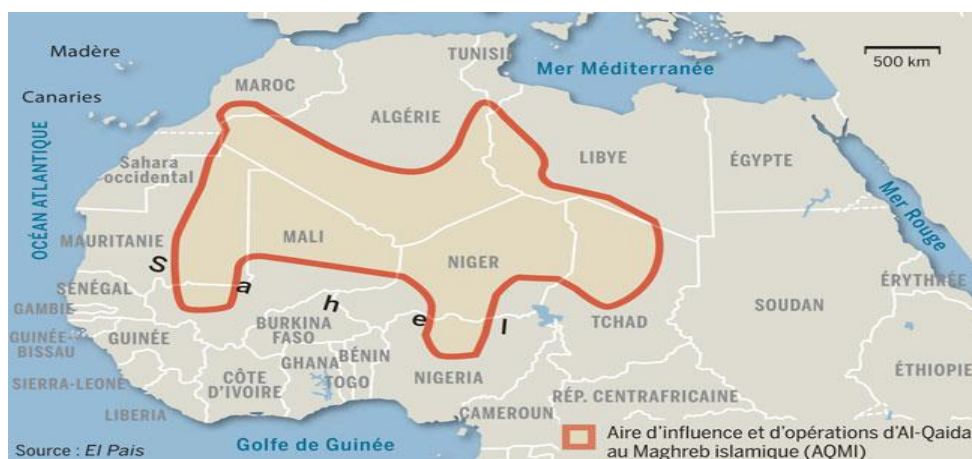 Madère
TUNISIE
Mer Méditerranée
500 km
MAROC
Canaries
ALGÉRIE
LIBYE
ÉGYPTE
OCÉAN ATLANTIQUE
Sahara
occidental
Mer Rouge
MAURITANIE
MALI
NIGER
Sahel
SÉNÉGAL
ÉRYTHRÉE
GAMBIE
TCHAD
SOUDAN
GUINÉE-
BISSAU
GUINÉE
BURKINA
FASO
BÉNIN
GHANA
TOGO
NIGERIA
ÉTHIOPIE
SIERRA-LEONE
CÔTE
D'IVOIRE
RÉP. CENTRAFRICAINE
LIBERIA
CAMEROUN
Golfe de Guinée
Source : El Pais
Aire d'influence et d'opérations d'Al-Qaida
au Maghreb islamique (AQMI)